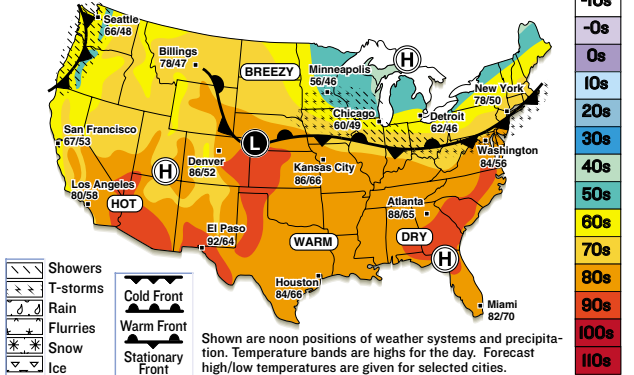 Seattle
66/48
Billings
78/47
BREEZY
Minneapolis
56/46
H
New York
78/50
Chicago
60/49
Detroit
62/46
San Francisco
67/53
L
Washington
84/56
Denver
86/52
Kansas City
86/66
H
Los Angeles
80/58
HOT
Atlanta
88/65
El Paso
92/64
WARM
DRY
H
Houston
84/66
Miami
82/70
Showers
T-storms
Rain
Flurries
Snow
Ice
Cold Front
Warm Front
Stationary
Front
Shown are noon positions of weather systems and precipita-
tion. Temperature bands are highs for the day. Forecast
high/low temperatures are given for selected cities.
-10s
-0s
0s
10s
20s
30s
40s
50s
60s
70s
80s
90s
100s
110s